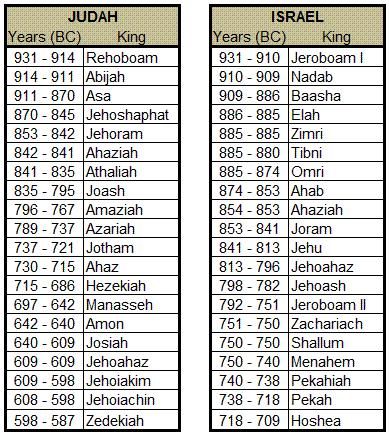 JUDAH
Years (BC) King
931 - 914 Rehoboam
914 - 911 Abijah
911 - 870 Asa
870 - 845 Jehoshaphat
853 - 842 Jehoram
842 - 841 Ahaziah
841 - 835 Athaliah
835 - 795 Joash
796 - 767 Amaziah
789 - 737 Azariah
737 - 721 Jotham
730 - 715 Ahaz
715 - 686 Hezekiah
697 - 642 Manasseh
642 - 640 Amon
640 - 609 Josiah
609 - 609 Jehoahaz
609 - 598 Jehoiakim
608 - 598 Jehoiachin
598 - 587 Zedekiah
ISRAEL
Years (BC) King
931 - 910 Jeroboam I
910 - 909 Nadab
909 - 886 Baasha
886 - 885 Elah
885 - 885 Zimri
885 - 880 Tibni
885 - 874 Omri
874 - 853 Ahab
854 - 853 Ahaziah
853 - 841 Joram
841 - 813 Jehu
813 - 796 Jehoahaz
798 - 782 Jehoash
792 - 751 Jeroboam II
751 - 750 Zachariach
750 - 750 Shallum
750 - 740 Menahem
740 - 738 Pekahiah
738 - 718 Pekah
718 - 709 Hoshea